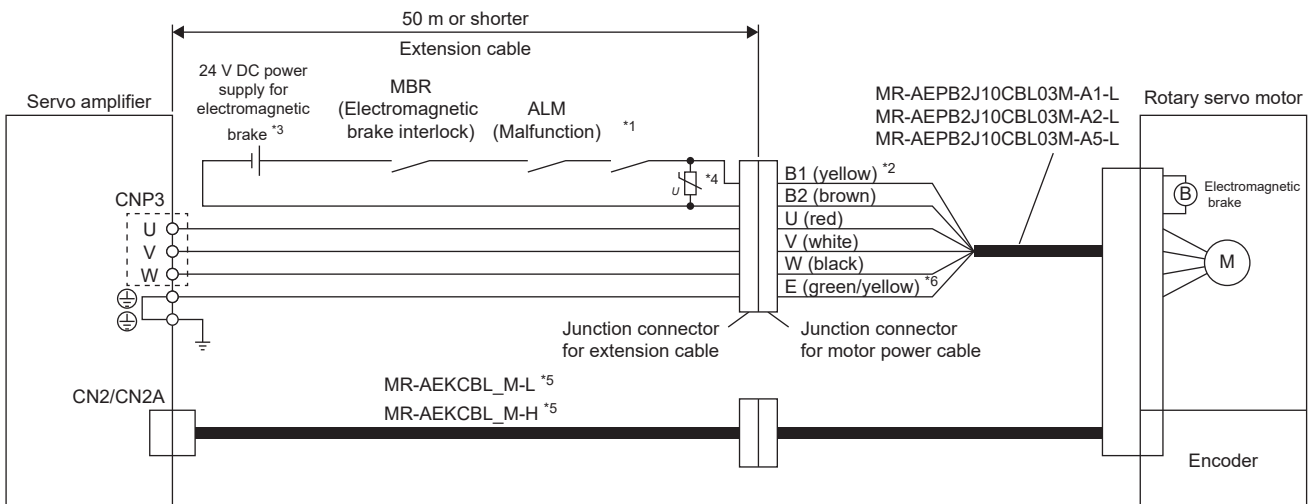 50 m or shorter
Extension cable
24 V DC power
supply for
electromagnetic
brake *3
MBR
(Electromagnetic
brake interlock)
ALM
(Malfunction) *1
Servo amplifier
MR-AEPB2J10CBL03M-A1-L
MR-AEPB2J10CBL03M-A2-L
MR-AEPB2J10CBL03M-A5-L
Rotary servo motor
U
*4
B1 (yellow) *2
B2 (brown)
U (red)
V (white)
W (black)
E (green/yellow) *6
B
Electromagnetic
brake
M
CNP3
U
V
W
Junction connector
for extension cable
Junction connector
for motor power cable
CN2/CN2A
MR-AEKCBL_M-L *5
MR-AEKCBL_M-H *5
Encoder